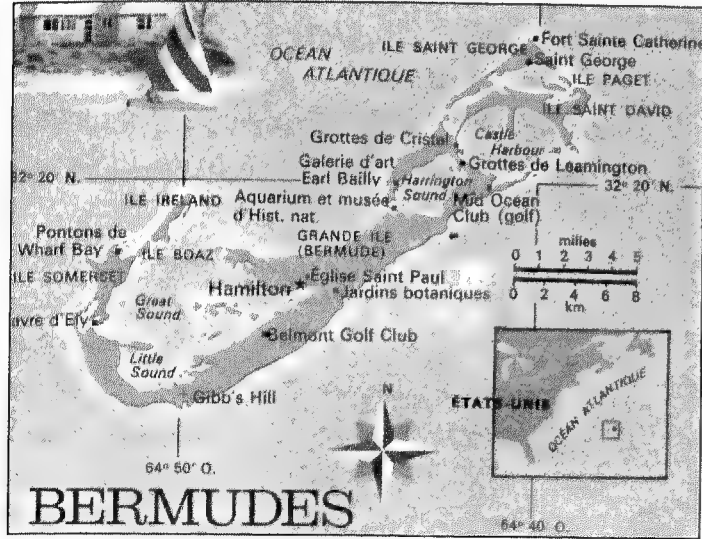 OCÉAN
ATLANTIQUE
ILE SAINT GEORGE
Fort Sainte Catherine
Saint George
ILE PAGET
ILE SAINT DAVID
Grottes de Cristal
Castle
Harbour
Galerie d'art
Earl Bailly
Grottes de Leamington
Harrington
Sound
32° 20' N.
32° 20' N.
ILE IRELAND
Aquarium et musée
d'Hist. nat.
Mid Ocean
Club (golf)
Pontons de
Wharf Bay
ILE BOAZ
GRANDE ILE
(BERMUDE)
milles
0 1 2 3 4 5
0 2 4 6 8
km
ILE SOMERSET
Hamilton
Église Saint Paul
Jardins botaniques
Great
Sound
avre d'Ely
Belmont Golf Club
Little
Sound
Gibb's Hill
N
ÉTATS-UNIS
OCÉAN ATLANTIQUE
64° 50' O.
BERMUDES
64° 40' O.